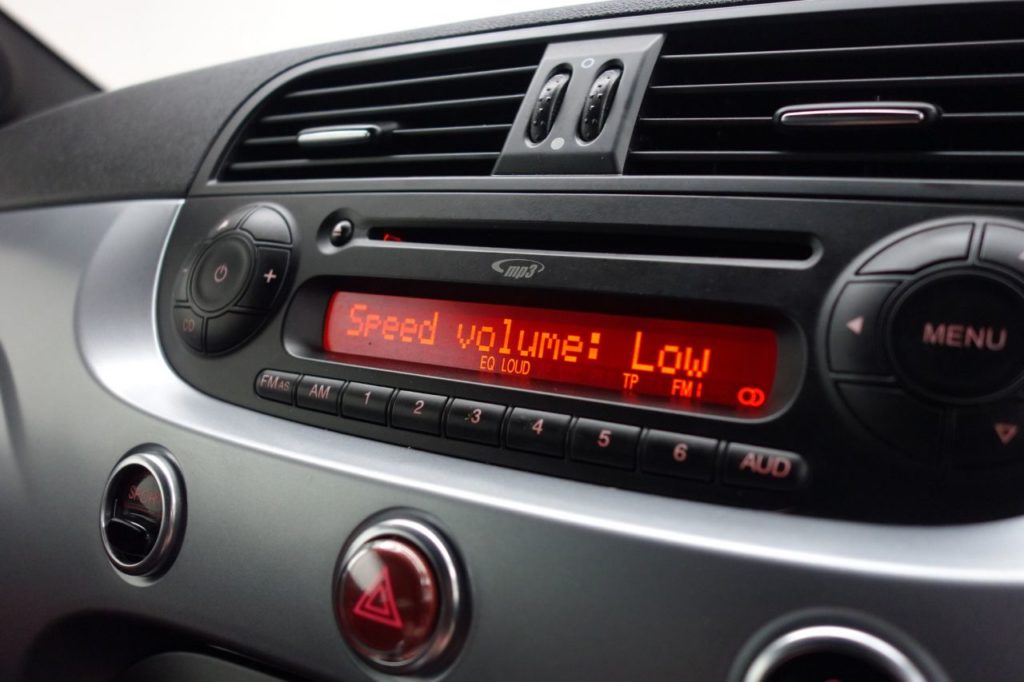 mp3
+
CD
Speed volume: Low
EQ LOUD TP FM1
MENU
FMAS AM 1 2 3 4 5 6 AUD
SPORT